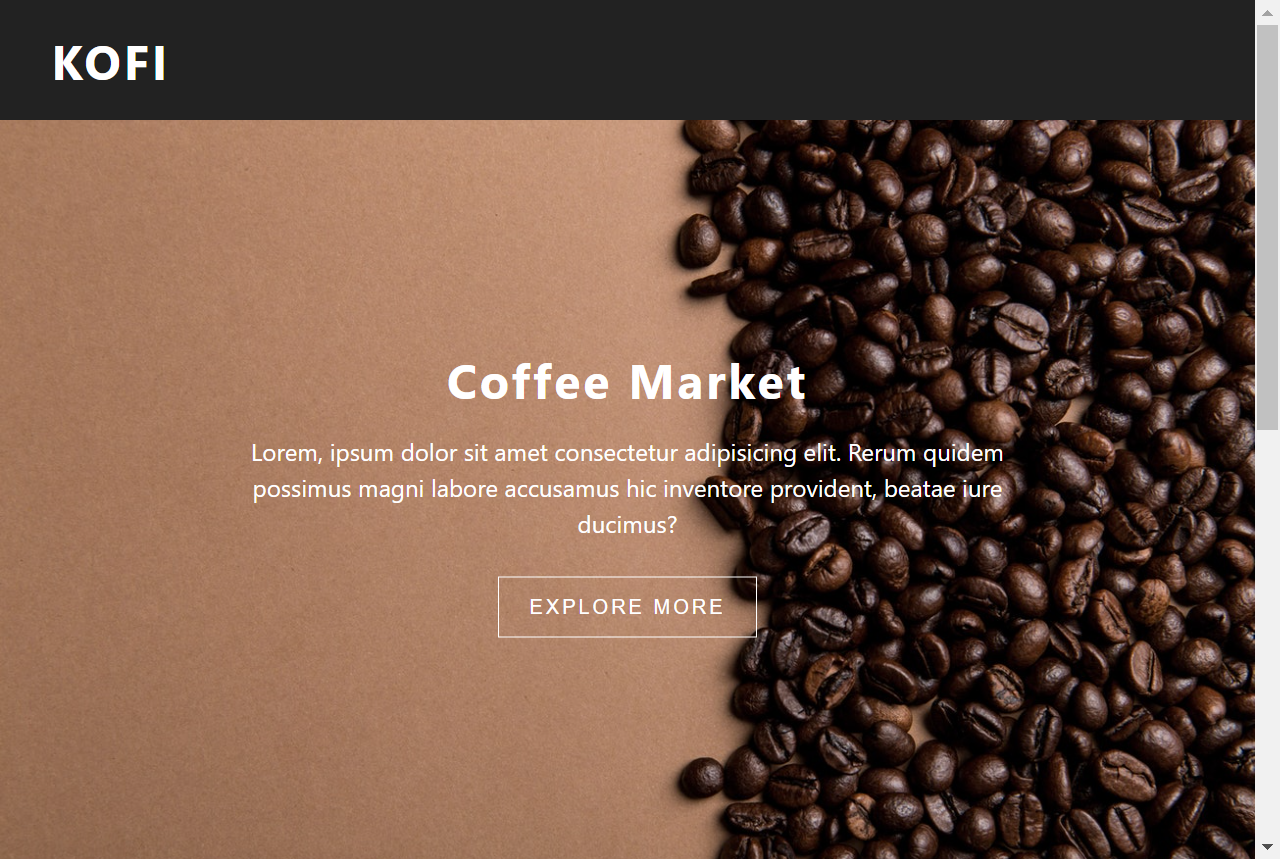 KOFI
Coffee Market
Lorem, ipsum dolor sit amet consectetur adipisicing elit. Rerum quidem
possimus magni labore accusamus hic inventore provident, beatae iure
ducimus?
EXPLORE MORE